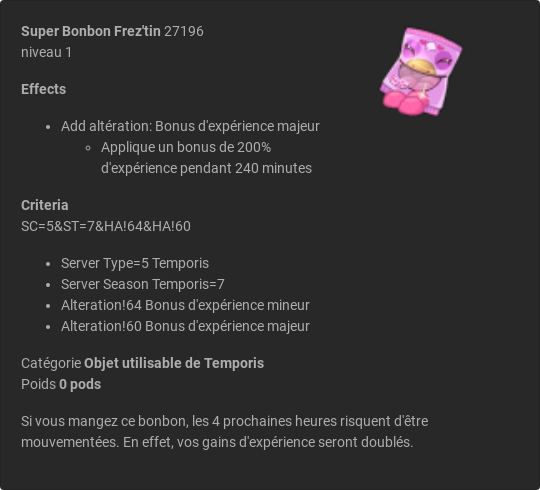 Super Bonbon Frez'tin 27196
niveau 1
Effects
• Add altération: Bonus d'expérience majeur
◦ Applique un bonus de 200%
d'expérience pendant 240 minutes
Criteria
SC=5&ST=7&HA!64&HA!60
• Server Type=5 Temporis
• Server Season Temporis=7
• Alteration!64 Bonus d'expérience mineur
• Alteration!60 Bonus d'expérience majeur
Catégorie Objet utilisable de Temporis
Poids 0 pods
Si vous mangez ce bonbon, les 4 prochaines heures risquent d'être
mouvementées. En effet, vos gains d'expérience seront doublés.